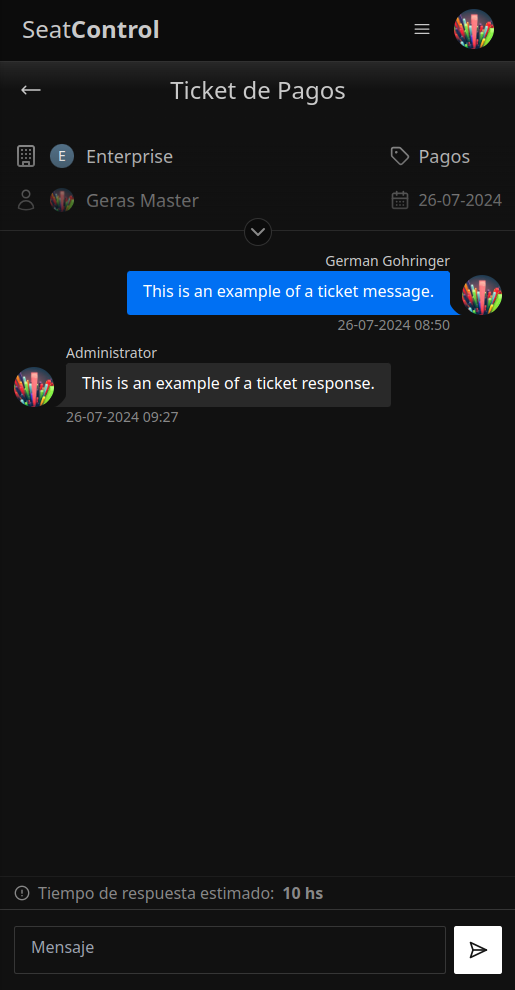 SeatControl
Ticket de Pagos
E Enterprise
Pagos
Geras Master
26-07-2024
German Gohringer
This is an example of a ticket message.
26-07-2024 08:50
Administrator
This is an example of a ticket response.
26-07-2024 09:27
Tiempo de respuesta estimado: 10 hs
Mensaje